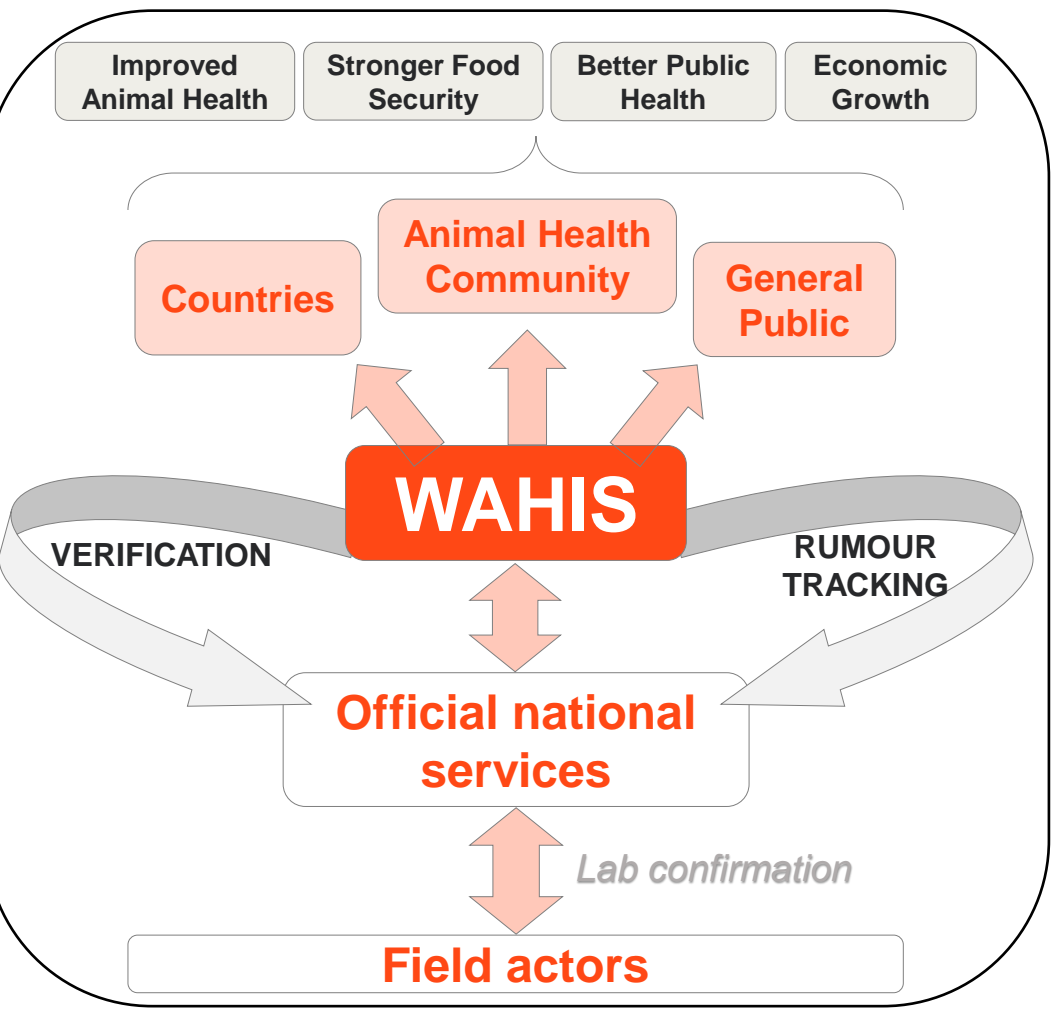 Improved
Animal Health
Stronger Food
Security
Better Public
Health
Economic
Growth
Countries
Animal Health
Community
General
Public
WAHIS
VERIFICATION
RUMOUR
TRACKING
Official national
services
Lab confirmation
Field actors